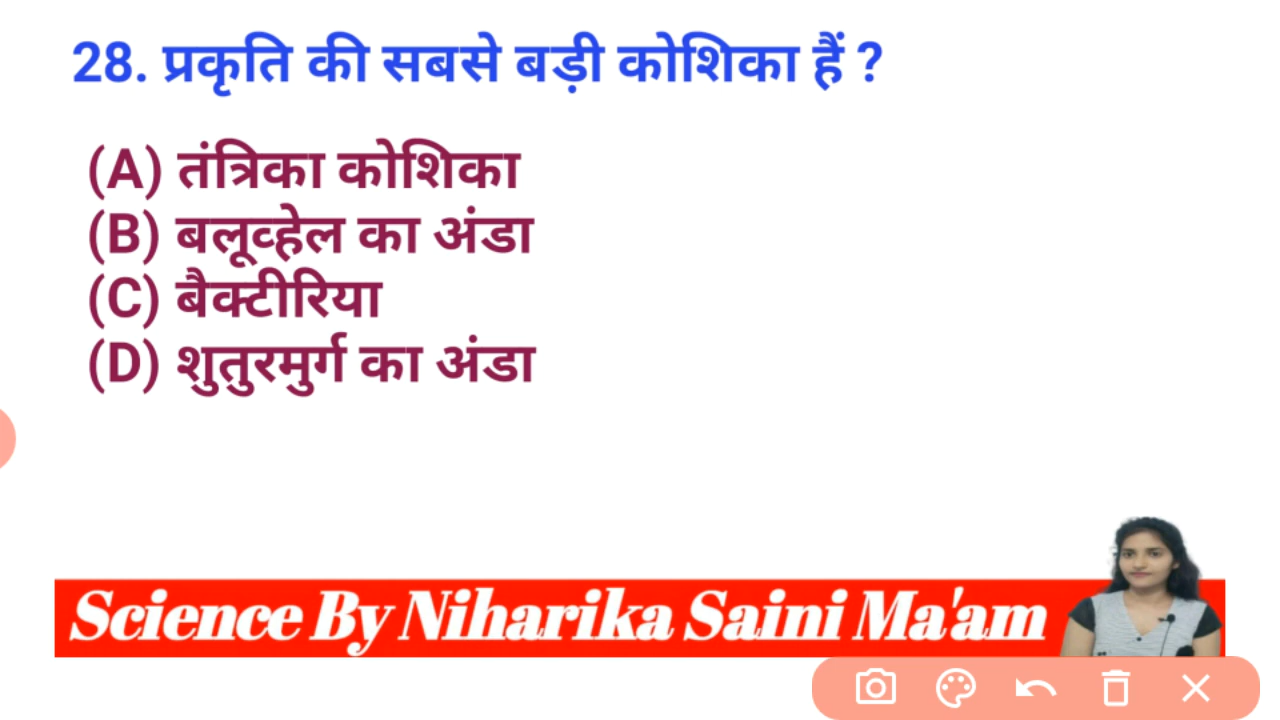 28. प्रकृति की सबसे बड़ी कोशिका हैं ?
(A) तंत्रिका कोशिका
(B) बलूव्हेल का अंडा
(C) बैक्टीरिया
(D) शुतुरमुर्ग का अंडा
Science By Niharika Saini Ma'am